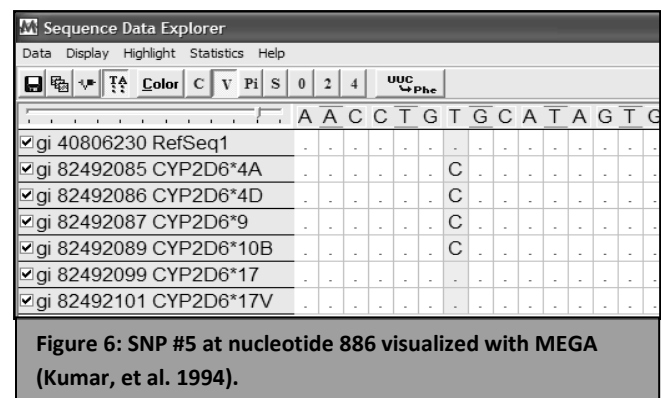 Sequence Data Explorer
Data Display Highlight Statistics Help
TA Color C V Pi S 0 2 4 UUC Phe
A A C C T G T G C A T A G T G
gi 40806230 RefSeq1 . . . . . . . . . . . . . . .
gi 82492085 CYP2D6*4A . . . . . . C . . . . . . . .
gi 82492086 CYP2D6*4D . . . . . . C . . . . . . . .
gi 82492087 CYP2D6*9 . . . . . . C . . . . . . . .
gi 82492089 CYP2D6*10B . . . . . . C . . . . . . . .
gi 82492099 CYP2D6*17 . . . . . . . . . . . . . . .
gi 82492101 CYP2D6*17V . . . . . . . . . . . . . . .
Figure 6: SNP #5 at nucleotide 886 visualized with MEGA
(Kumar, et al. 1994).